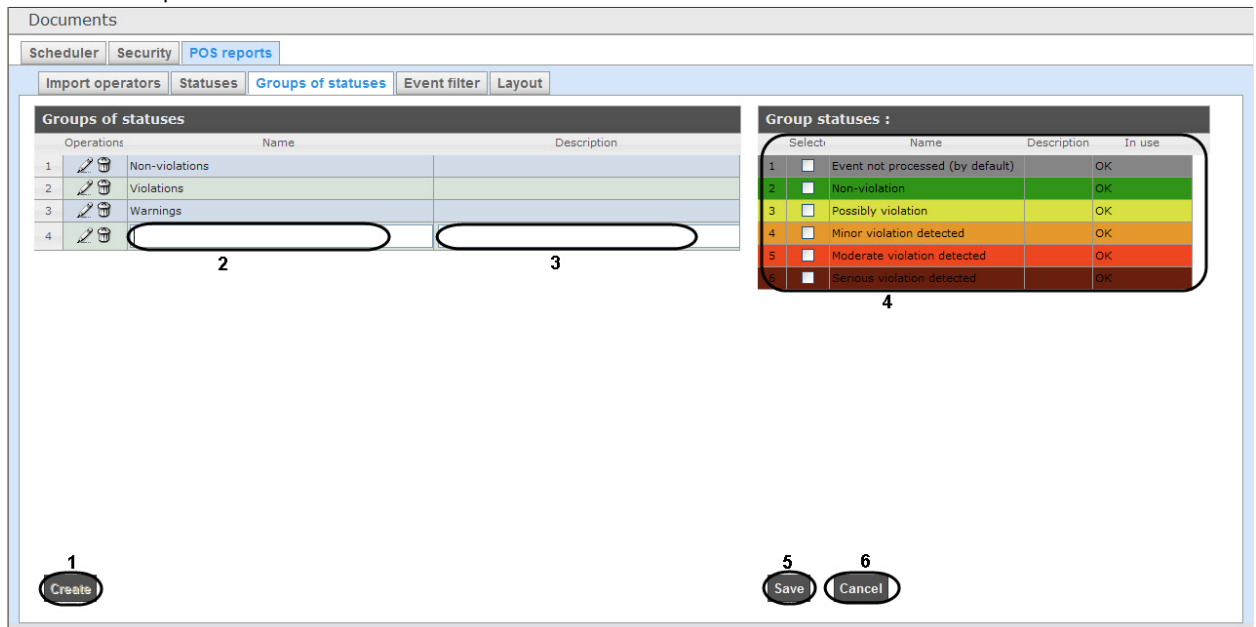 Documents
Scheduler Security POS reports
Import operators Statuses Groups of statuses Event filter Layout
Groups of statuses
Operations Name Description
1 Non-violations
2 Violations
3 Warnings
4
2 3
Group statuses :
Selecti Name Description In use
1 Event not processed (by default) OK
2 Non-violation OK
3 Possibly violation OK
4 Minor violation detected OK
5 Moderate violation detected OK
6 Serious violation detected OK
4
1
Create
5 6
Save Cancel